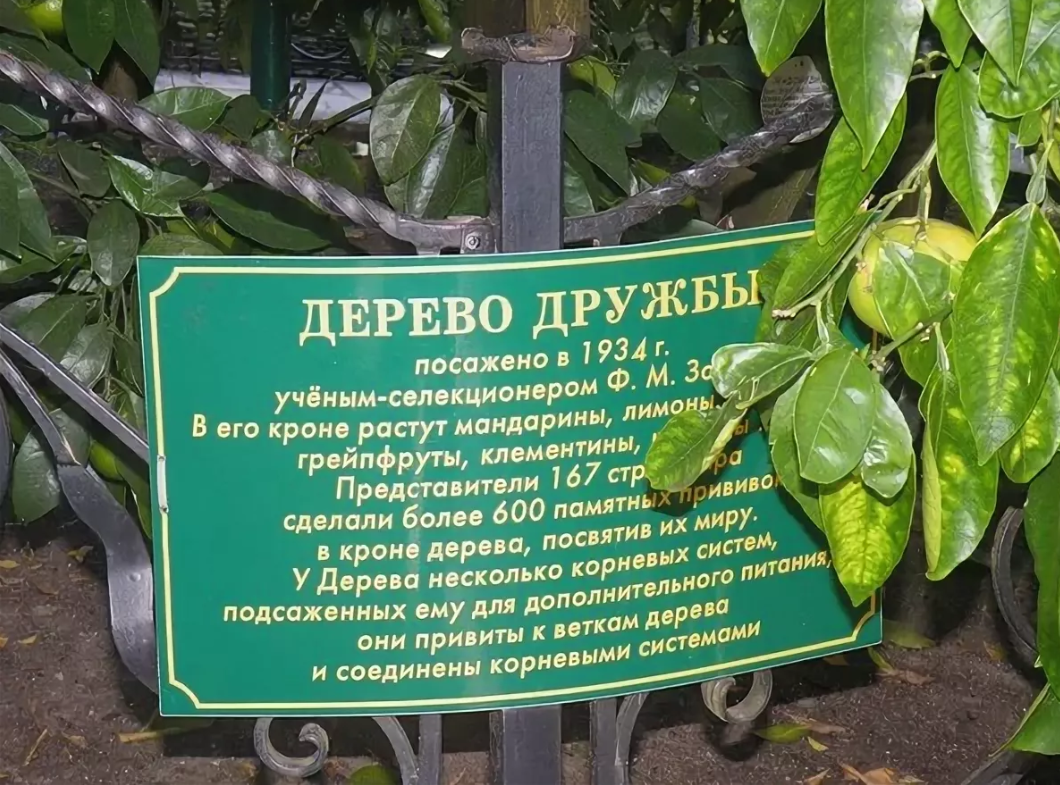 ДЕРЕВО ДРУЖБЫ
посажено в 1934 г.
учёным-селекционером Ф. М.
В его кроне растут мандарины, лимоны
грейпфруты, клементины,
Представители 167
сделали более 600 памятных прививок
в кроне дерева, посвятив их миру.
У Дерева несколько корневых систем,
подсаженных ему для дополнительного питания,
они привиты к веткам дерева
и соединены корневыми системами